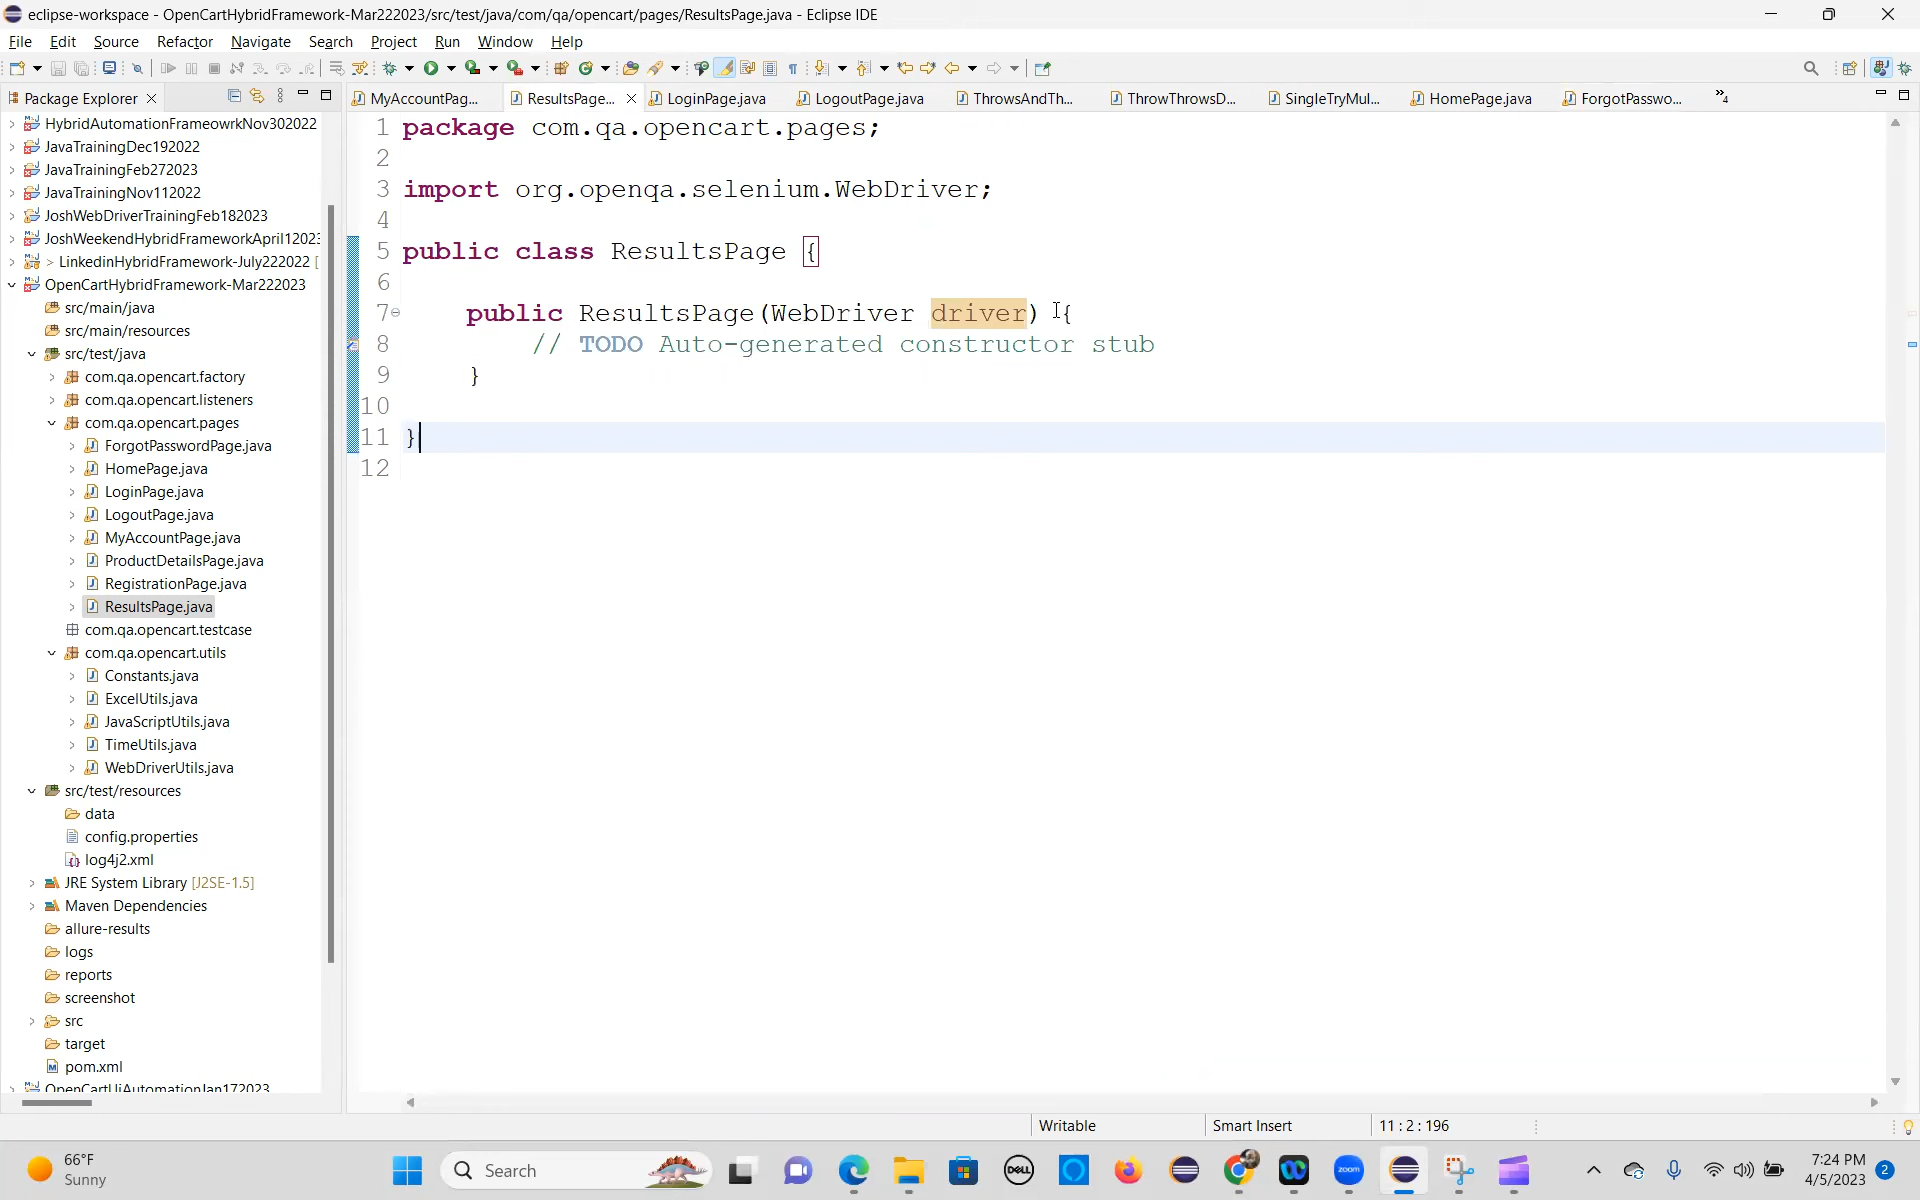 eclipse-workspace - OpenCartHybridFramework-Mar222023/src/test/java/com/qa/opencart/pages/ResultsPage.java - Eclipse IDE
File Edit Source Refactor Navigate Search Project Run Window Help
Package Explorer
MyAccountPag... ResultsPage... LoginPage.java LogoutPage.java ThrowsAndTh... ThrowThrowsD... SingleTryMul... HomePage.java ForgotPasswo... »4
HybridAutomationFrameowrkNov302022
JavaTrainingDec192022
JavaTrainingFeb272023
JavaTrainingNov112022
JoshWebDriverTrainingFeb182023
JoshWeekendHybridFrameworkApril12023
> LinkedinHybridFramework-July222022 [
OpenCartHybridFramework-Mar222023
src/main/java
src/main/resources
src/test/java
com.qa.opencart.factory
com.qa.opencart.listeners
com.qa.opencart.pages
ForgotPasswordPage.java
HomePage.java
LoginPage.java
LogoutPage.java
MyAccountPage.java
ProductDetailsPage.java
RegistrationPage.java
ResultsPage.java
com.qa.opencart.testcase
com.qa.opencart.utils
Constants.java
ExcelUtils.java
JavaScriptUtils.java
TimeUtils.java
WebDriverUtils.java
src/test/resources
data
config.properties
log4j2.xml
JRE System Library [J2SE-1.5]
Maven Dependencies
allure-results
logs
reports
screenshot
src
target
pom.xml
OpenCartUiAutomationJan172023
1 package com.qa.opencart.pages;
2
3 import org.openqa.selenium.WebDriver;
4
5 public class ResultsPage {
6
7 public ResultsPage(WebDriver driver) {
8 // TODO Auto-generated constructor stub
9 }
10
11 }
12
Writable Smart Insert 11 : 2 : 196
66°F
Sunny
Search
DELL
zoom
7:24 PM
4/5/2023
2